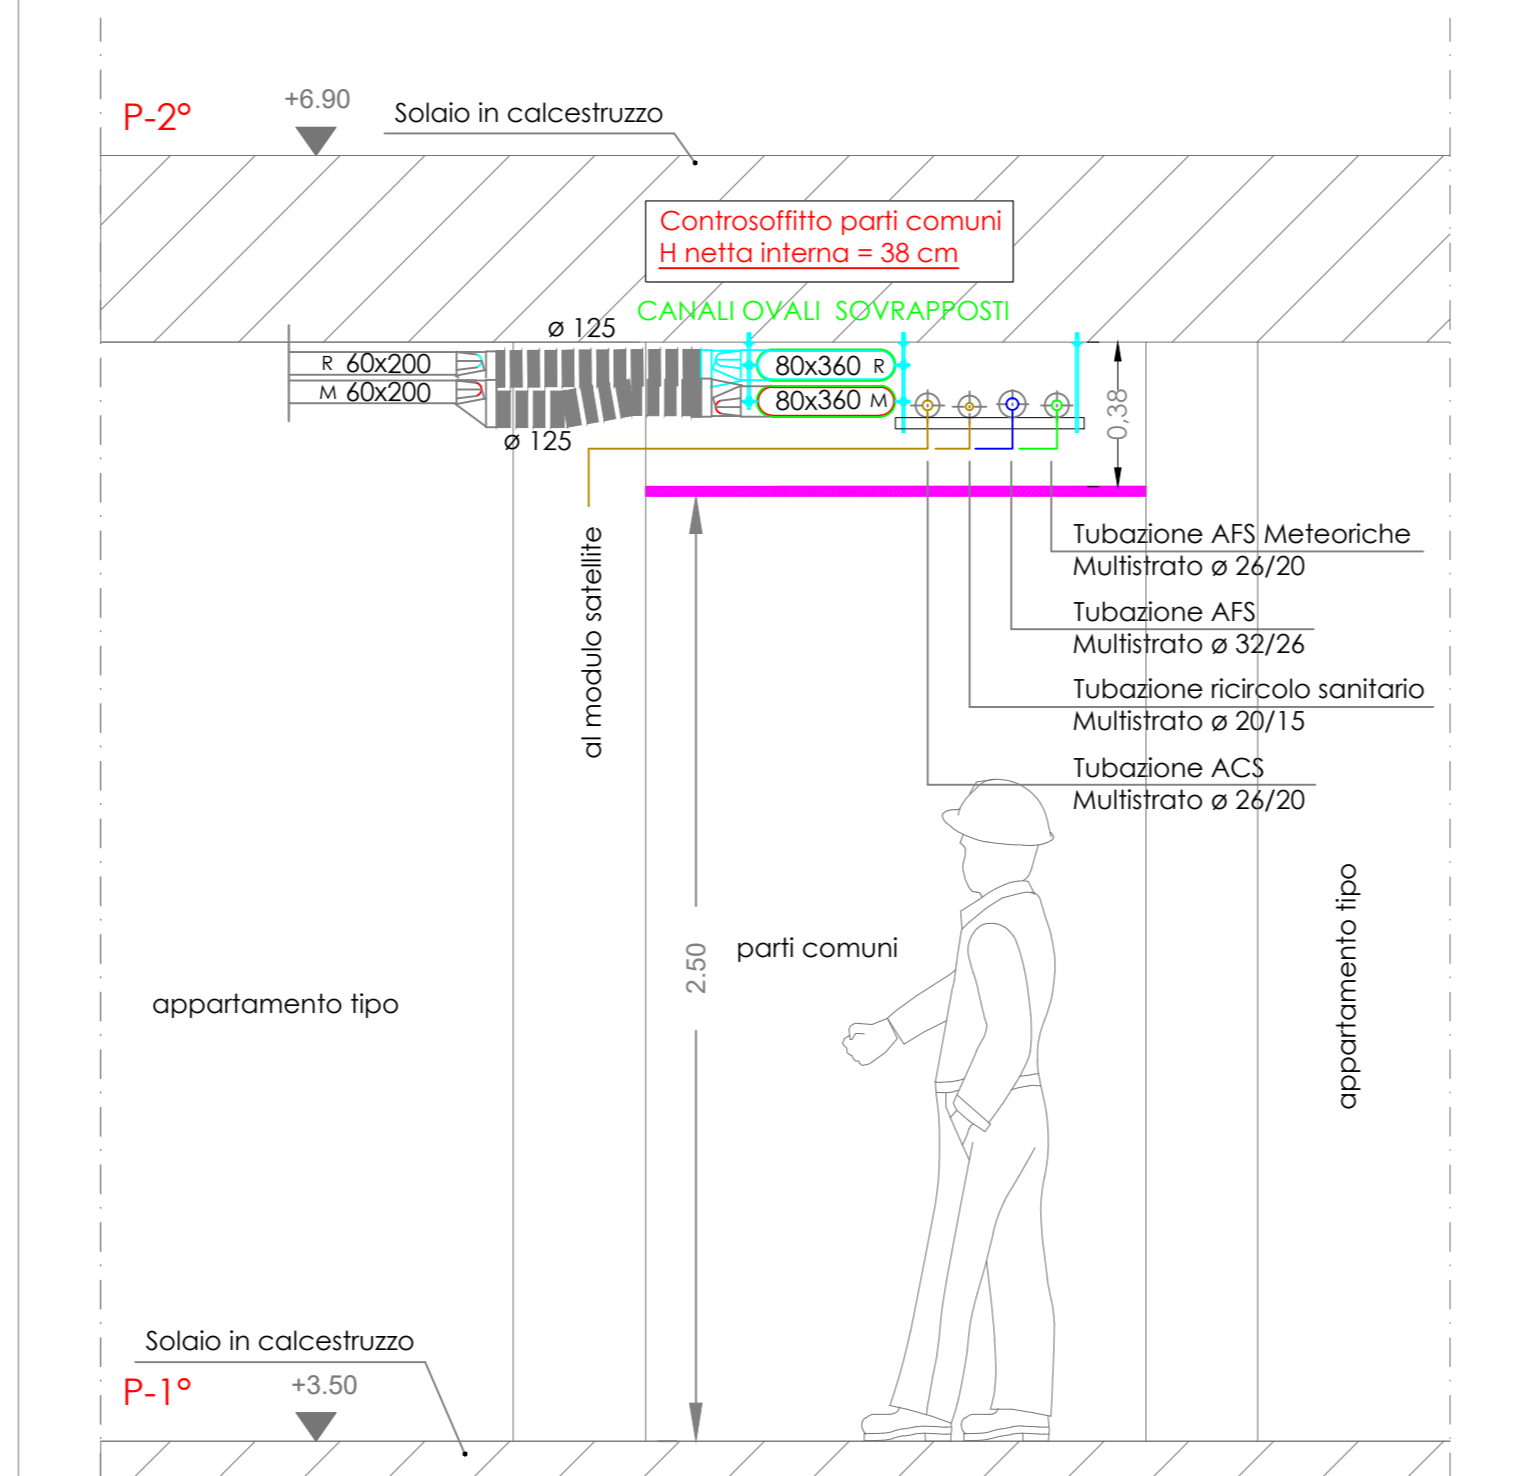 P-2°
+6.90
Solaio in calcestruzzo
Controsoffitto parti comuni
H netta interna = 38 cm
CANALI OVALI  SOVRAPPOSTI
ø 125
R 60x200
M 60x200
80x360 R
80x360 M
ø 125
0,38
al modulo satellite
Tubazione AFS Meteoriche
Multistrato ø 26/20
Tubazione AFS
Multistrato ø 32/26
Tubazione ricircolo sanitario
Multistrato ø 20/15
Tubazione ACS
Multistrato ø 26/20
2.50
parti comuni
appartamento tipo
appartamento tipo
Solaio in calcestruzzo
P-1°
+3.50